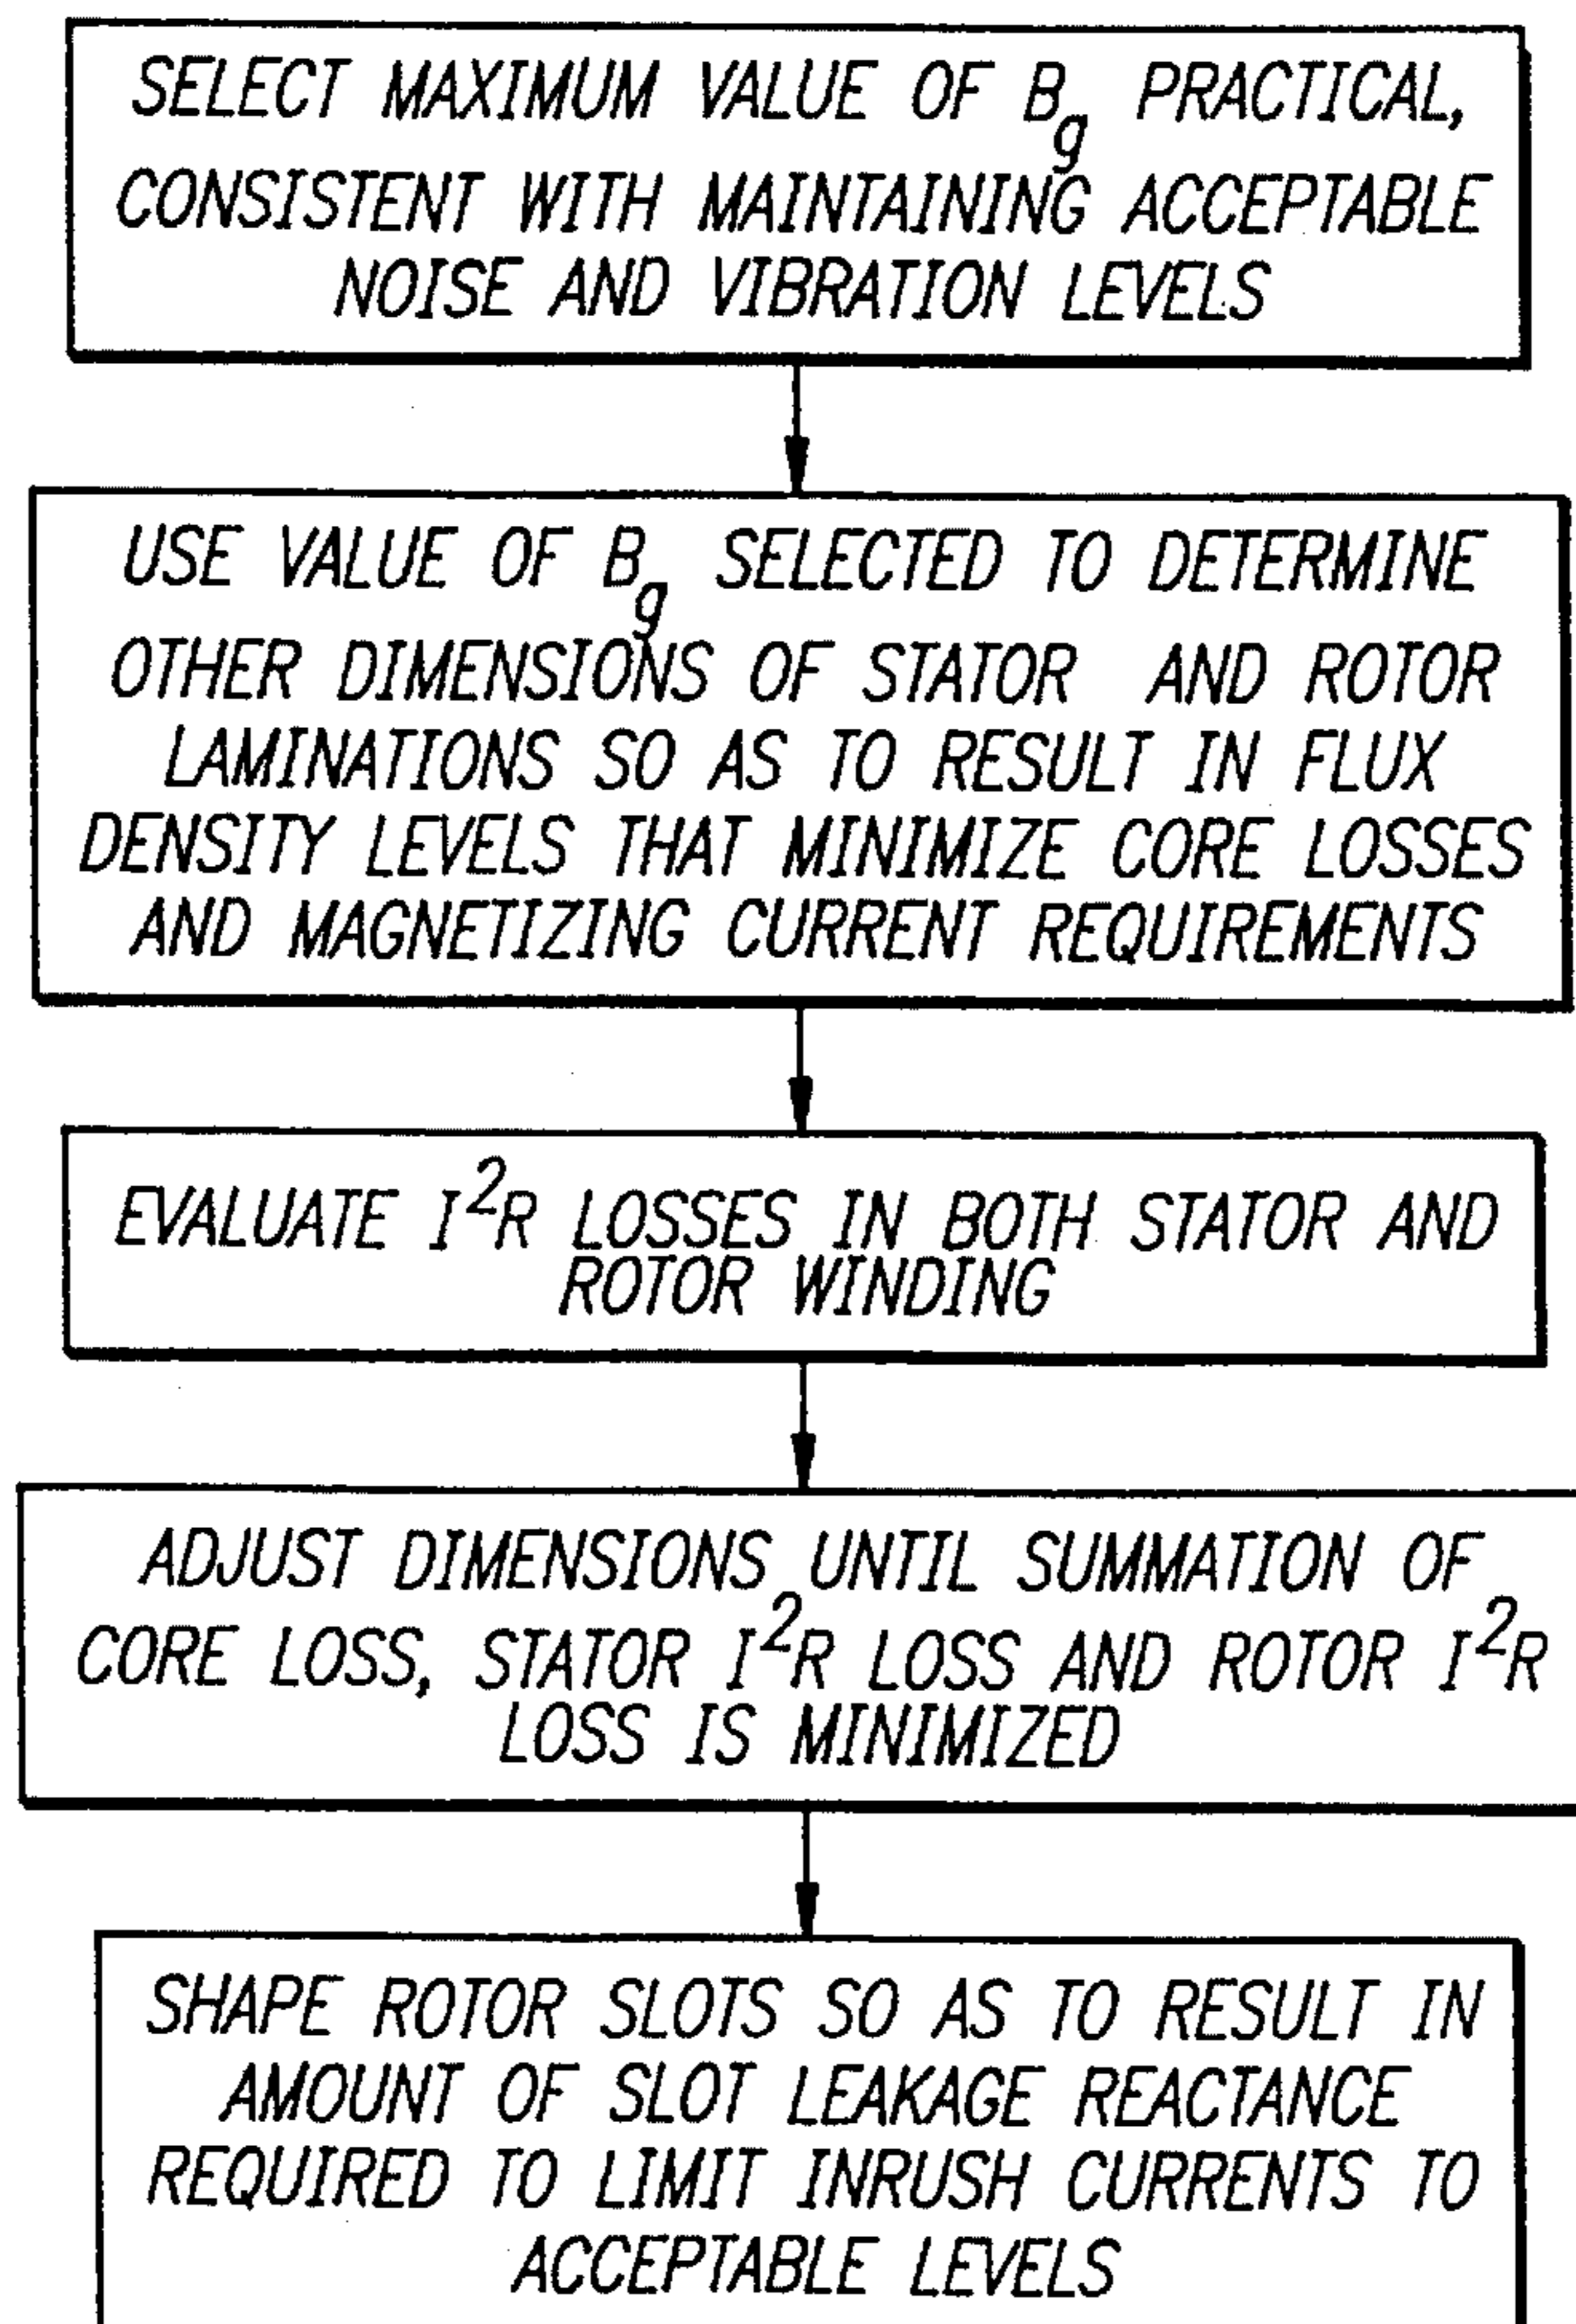 SELECT MAXIMUM VALUE OF Bg PRACTICAL,
CONSISTENT WITH MAINTAINING ACCEPTABLE
NOISE AND VIBRATION LEVELS
USE VALUE OF Bg SELECTED TO DETERMINE
OTHER DIMENSIONS OF STATOR AND ROTOR
LAMINATIONS SO AS TO RESULT IN FLUX
DENSITY LEVELS THAT MINIMIZE CORE LOSSES
AND MAGNETIZING CURRENT REQUIREMENTS
EVALUATE I²R LOSSES IN BOTH STATOR AND
ROTOR WINDING
ADJUST DIMENSIONS UNTIL SUMMATION OF
CORE LOSS, STATOR I²R LOSS AND ROTOR I²R
LOSS IS MINIMIZED
SHAPE ROTOR SLOTS SO AS TO RESULT IN
AMOUNT OF SLOT LEAKAGE REACTANCE
REQUIRED TO LIMIT INRUSH CURRENTS TO
ACCEPTABLE LEVELS